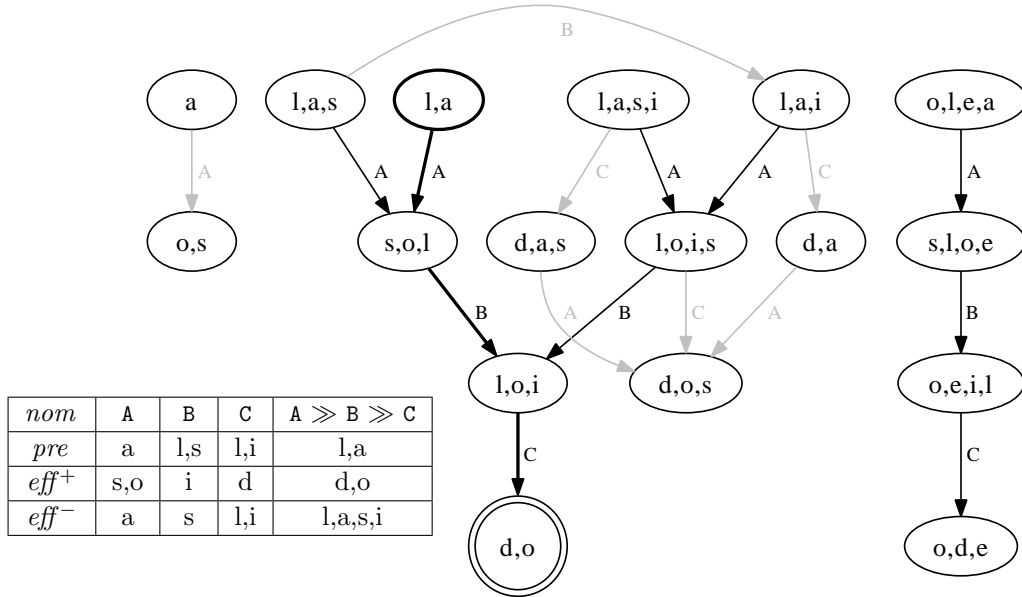 B
a
l,a,s
l,a
l,a,s,i
l,a,i
o,l,e,a
A
A
A
C
A
A
C
A
o,s
s,o,l
d,a,s
l,o,i,s
d,a
s,l,o,e
B
A
B
C
A
B
l,o,i
d,o,s
o,e,i,l
nom A B C A ≫ B ≫ C
pre a l,s l,i l,a
eff+ s,o i d d,o
eff− a s l,i l,a,s,i
C
C
d,o
o,d,e